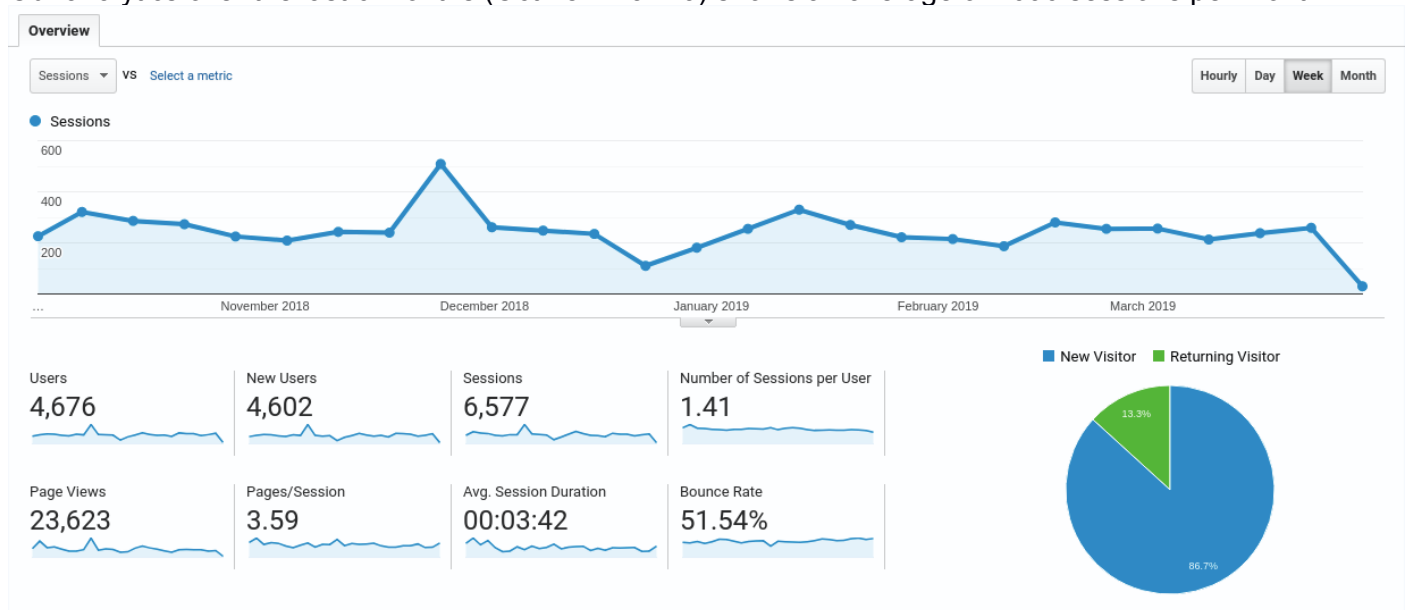 Overview
Sessions VS Select a metric
Hourly Day Week Month
Sessions
600
400
200
... November 2018 December 2018 January 2019 February 2019 March 2019
New Visitor Returning Visitor
Users
4,676
New Users
4,602
Sessions
6,577
Number of Sessions per User
1.41
Page Views
23,623
Pages/Session
3.59
Avg. Session Duration
00:03:42
Bounce Rate
51.54%
13.3%
86.7%